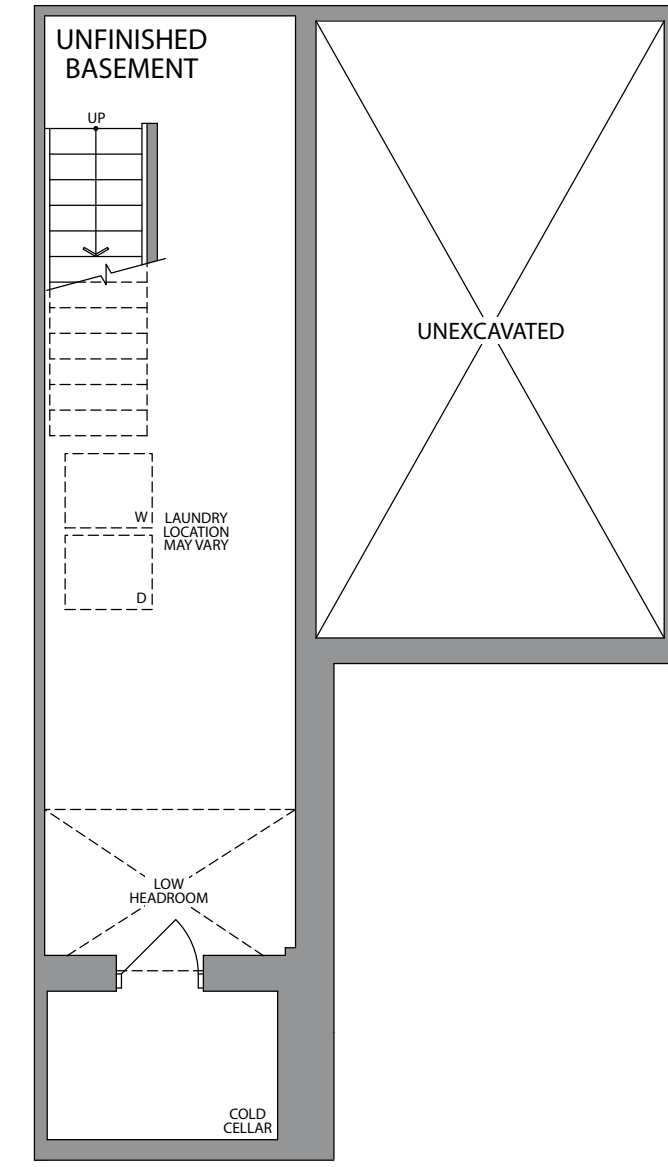 UNFINISHED
BASEMENT
UP
UNEXCAVATED
W
LAUNDRY
LOCATION
MAY VARY
D
LOW
HEADROOM
COLD
CELLAR